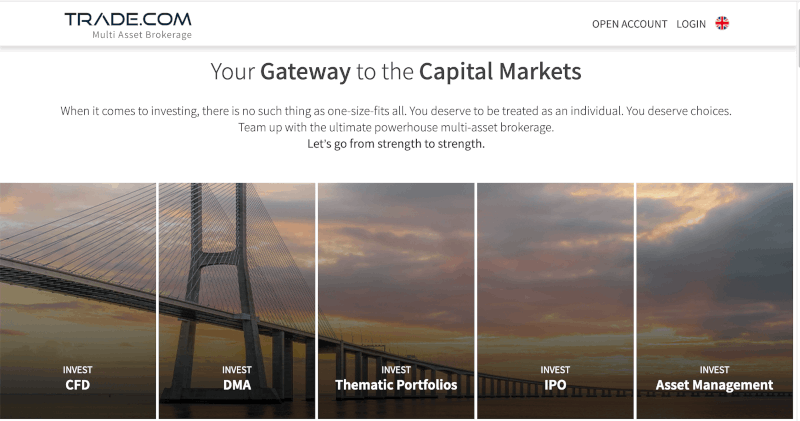 TRADE.COM
Multi Asset Brokerage
OPEN ACCOUNT LOGIN
Your Gateway to the Capital Markets
When it comes to investing, there is no such thing as one-size-fits all. You deserve to be treated as an individual. You deserve choices.
Team up with the ultimate powerhouse multi-asset brokerage.
Let's go from strength to strength.
INVEST
CFD
INVEST
DMA
INVEST
Thematic Portfolios
INVEST
IPO
INVEST
Asset Management